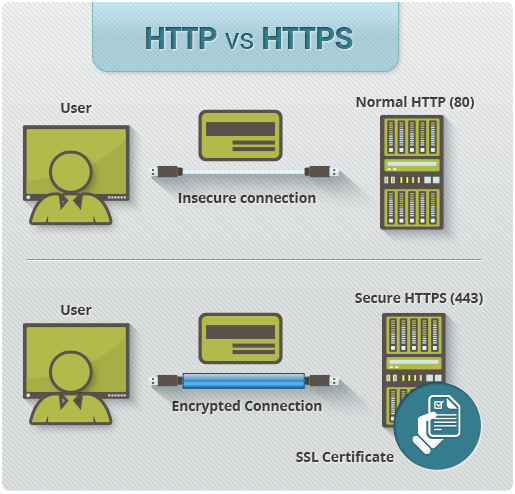 HTTP vs HTTPS
User
Normal HTTP (80)
Insecure connection
User
Secure HTTPS (443)
Encrypted Connection
SSL Certificate